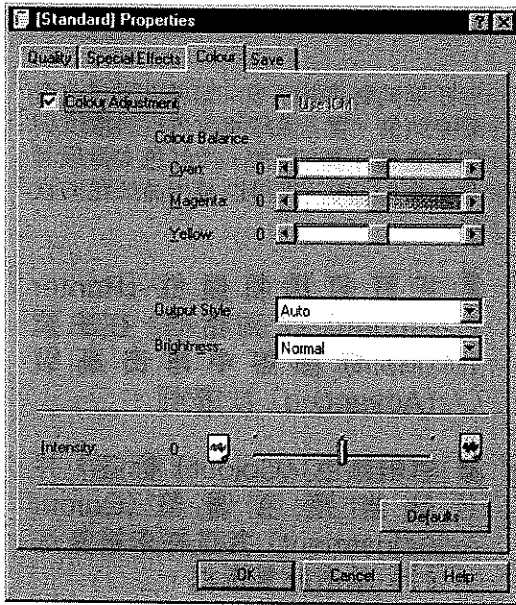 [Standard] Properties
Quality Special Effects Colour Save
Colour Adjustment Use ICM
Colour Balance
Cyan: 0
Magenta: 0
Yellow: 0
Output Style: Auto
Brightness: Normal
Intensity: 0
Defaults
OK Cancel Help